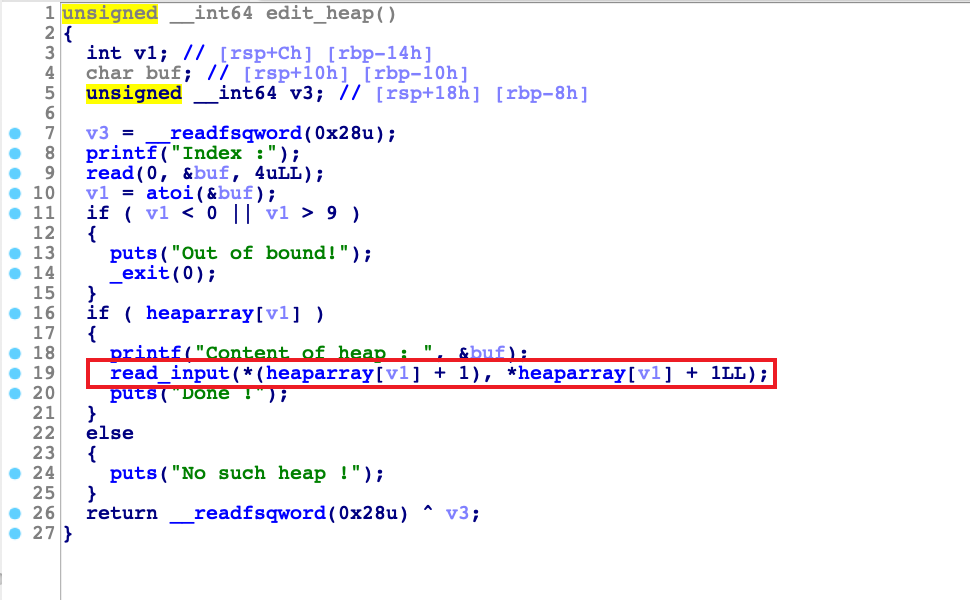 1 unsigned __int64 edit_heap()
2 {
3 int v1; // [rsp+Ch] [rbp-14h]
4 char buf; // [rsp+10h] [rbp-10h]
5 unsigned __int64 v3; // [rsp+18h] [rbp-8h]
6
7 v3 = __readfsqword(0x28u);
8 printf("Index :");
9 read(0, &buf, 4uLL);
10 v1 = atoi(&buf);
11 if ( v1 < 0 || v1 > 9 )
12 {
13 puts("Out of bound!");
14 _exit(0);
15 }
16 if ( heaparray[v1] )
17 {
18 printf("Content of heap : ", &buf);
19 read_input(*(heaparray[v1] + 1), *heaparray[v1] + 1LL);
20 puts("Done !");
21 }
22 else
23 {
24 puts("No such heap !");
25 }
26 return __readfsqword(0x28u) ^ v3;
27 }